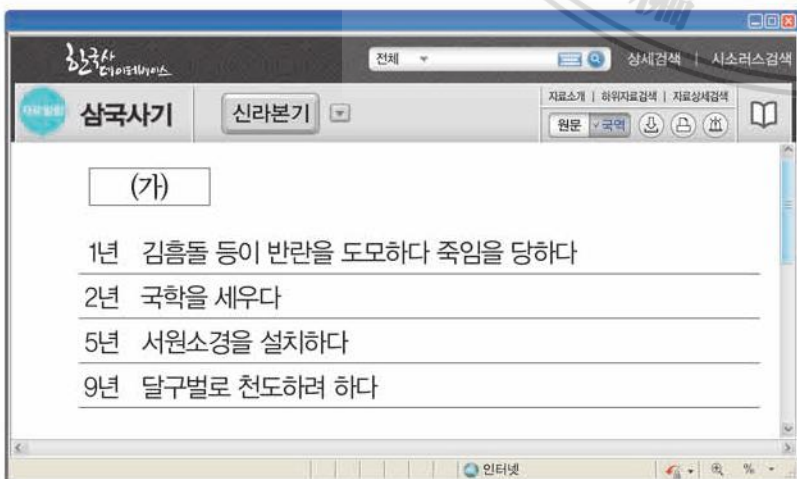 한국사데이터베이스
전체 상세검색 | 시소러스검색
삼국사기 신라본기
자료소개 | 하위자료검색 | 자료상세검색
원문 국역
(가)
1년 김흠돌 등이 반란을 도모하다 죽임을 당하다
2년 국학을 세우다
5년 서원소경을 설치하다
9년 달구벌로 천도하려 하다
인터넷
%